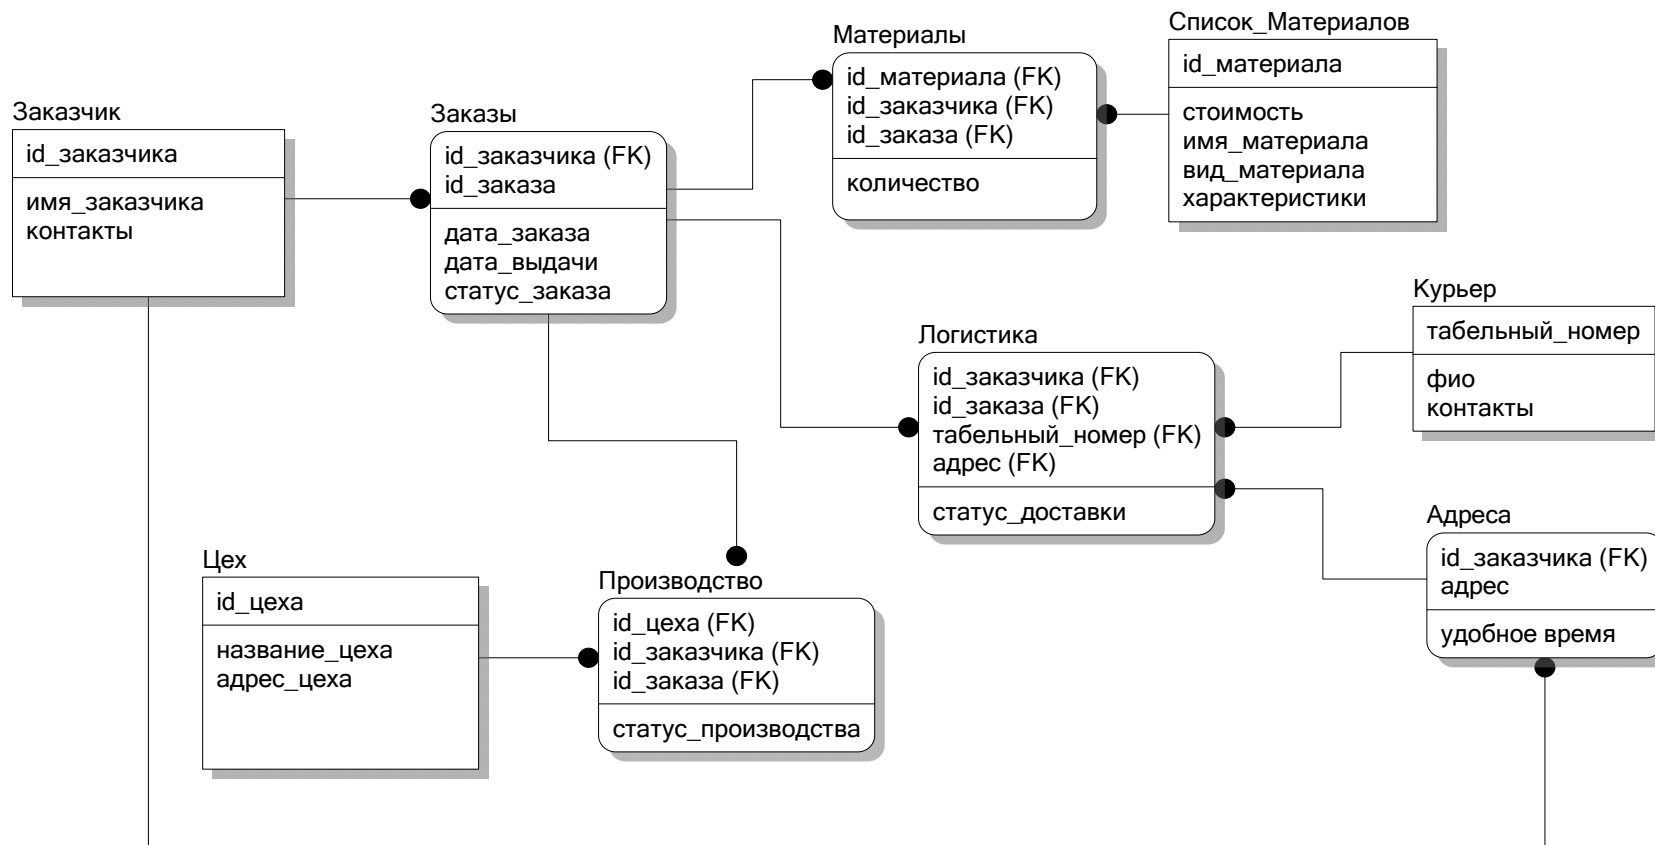 Заказчик
id_заказчика
имя_заказчика
контакты
Заказы
id_заказчика (FK)
id_заказа
дата_заказа
дата_выдачи
статус_заказа
Материалы
id_материала (FK)
id_заказчика (FK)
id_заказа (FK)
количество
Список_Материалов
id_материала
стоимость
имя_материала
вид_материала
характеристики
Логистика
id_заказчика (FK)
id_заказа (FK)
табельный_номер (FK)
адрес (FK)
статус_доставки
Курьер
табельный_номер
фио
контакты
Адреса
id_заказчика (FK)
адрес
удобное время
Цех
id_цеха
название_цеха
адрес_цеха
Производство
id_цеха (FK)
id_заказчика (FK)
id_заказа (FK)
статус_производства